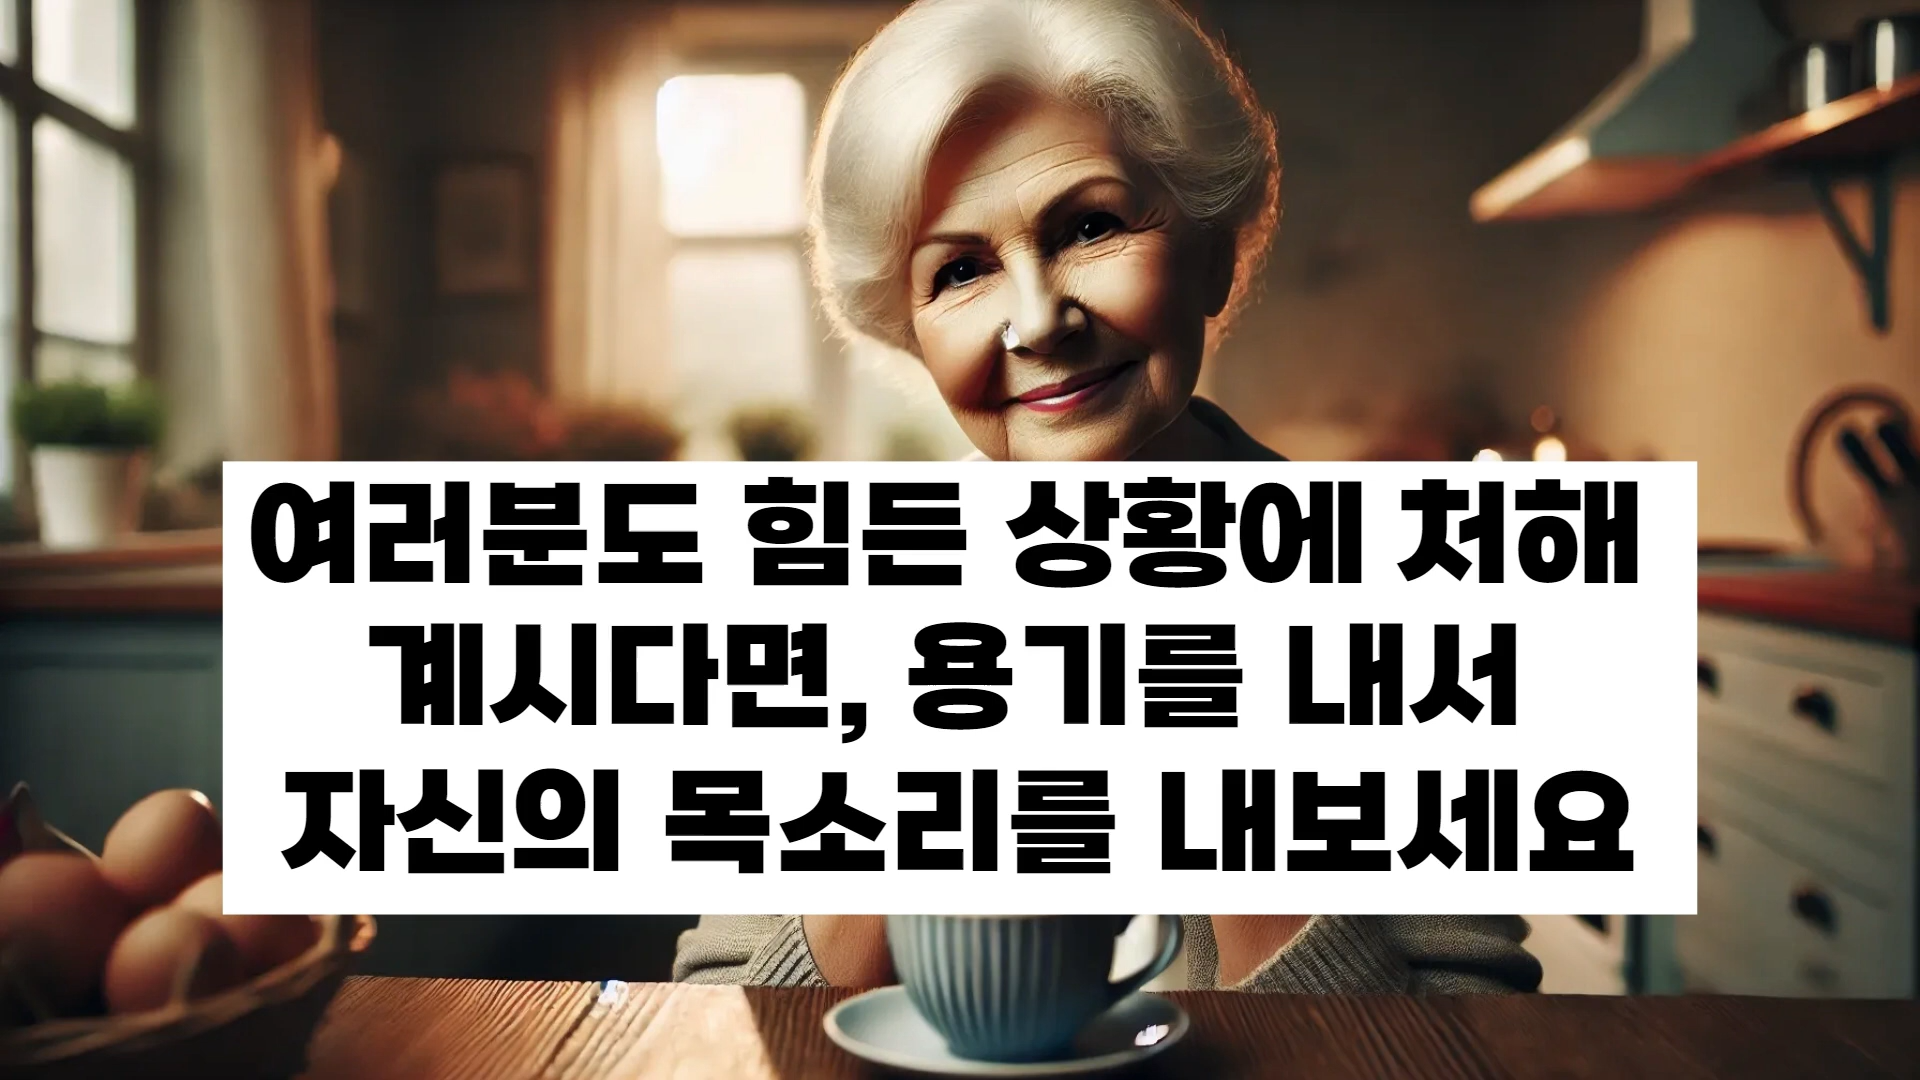 여러분도 힘든 상황에 처해
계시다면, 용기를 내서
자신의 목소리를 내보세요